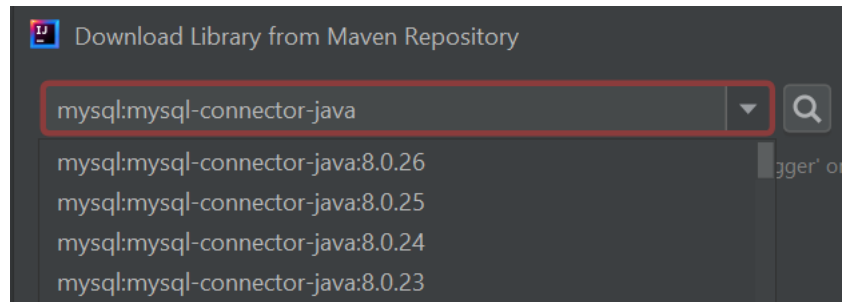 Download Library from Maven Repository
mysql:mysql-connector-java
mysql:mysql-connector-java:8.0.26
mysql:mysql-connector-java:8.0.25
mysql:mysql-connector-java:8.0.24
mysql:mysql-connector-java:8.0.23